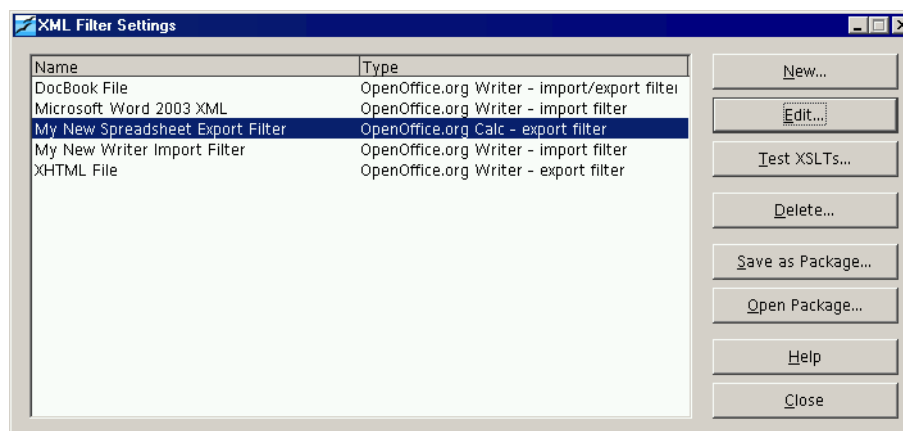 XML Filter Settings
Name Type
DocBook File OpenOffice.org Writer - import/export filter
Microsoft Word 2003 XML OpenOffice.org Writer - import filter
My New Spreadsheet Export Filter OpenOffice.org Calc - export filter
My New Writer Import Filter OpenOffice.org Writer - import filter
XHTML File OpenOffice.org Writer - export filter
New...
Edit...
Test XSLTs...
Delete...
Save as Package...
Open Package...
Help
Close